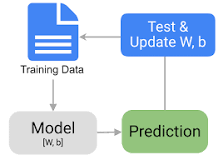 Test &
Update W, b
Training Data
Model
[W, b]
Prediction